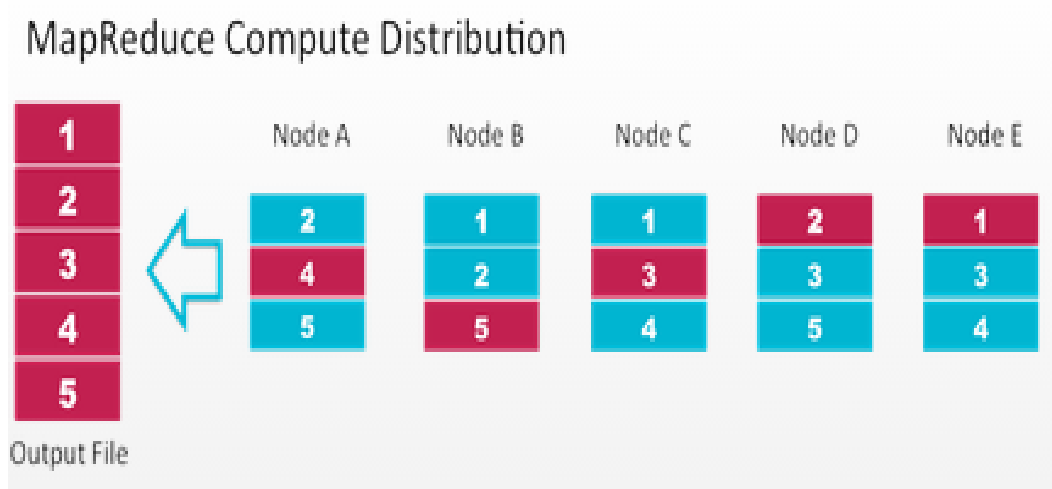 MapReduce Compute Distribution
Node A Node B Node C Node D Node E
1
2
3
4
5
2 1 1 2 1
4 2 3 3 3
5 5 4 5 4
Output File